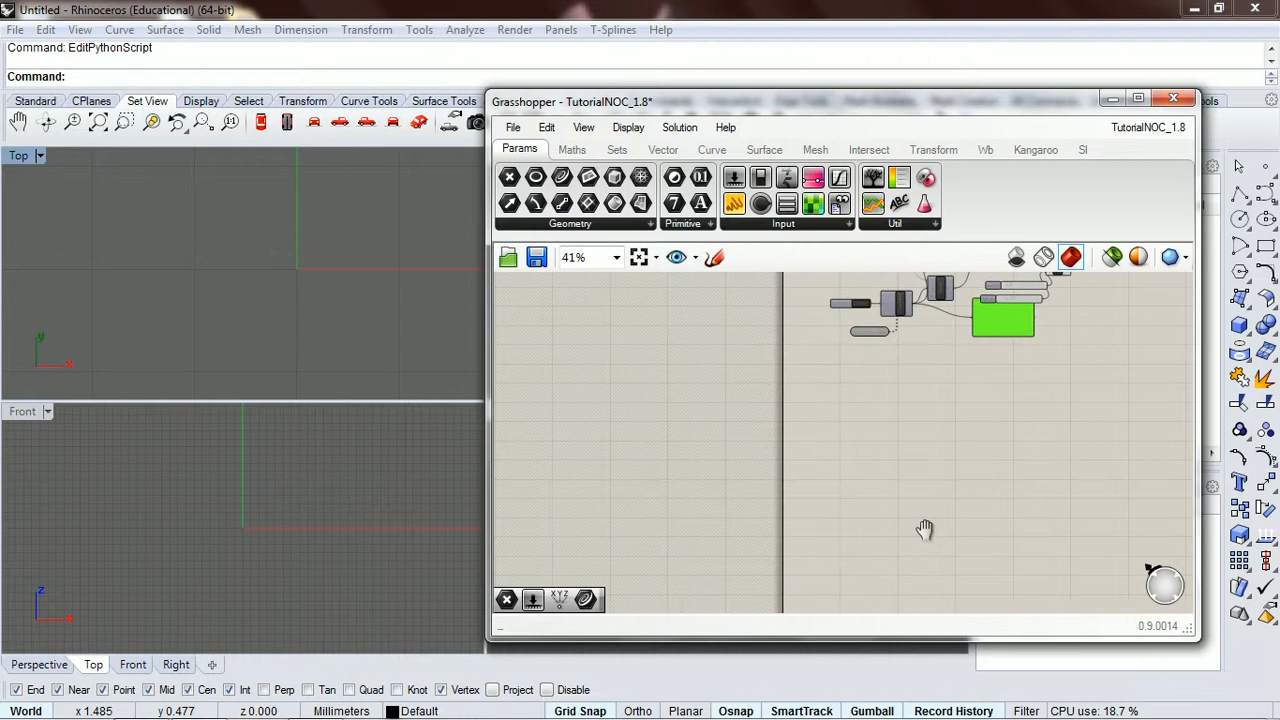 Untitled - Rhinoceros (Educational) (64-bit)
File Edit View Curve Surface Solid Mesh Dimension Transform Tools Analyze Render Panels T-Splines Help
Command: EditPythonScript
Command:
Standard CPlanes Set View Display Select Transform Curve Tools Surface Tools
Grasshopper - TutorialNOC_1.8*
File Edit View Display Solution Help TutorialNOC_1.8
Params Maths Sets Vector Curve Surface Mesh Intersect Transform Wb Kangaroo SI
Geometry Primitive Input Util
41%
Top
y
x
Front
z
x
XYZ
0.9.0014
Perspective Top Front Right
End Near Point Mid Cen Int Perp Tan Quad Knot Vertex Project Disable
World x 1.485 y 0.477 z 0.000 Millimeters Default Grid Snap Ortho Planar Osnap SmartTrack Gumball Record History Filter CPU use: 18.7 %